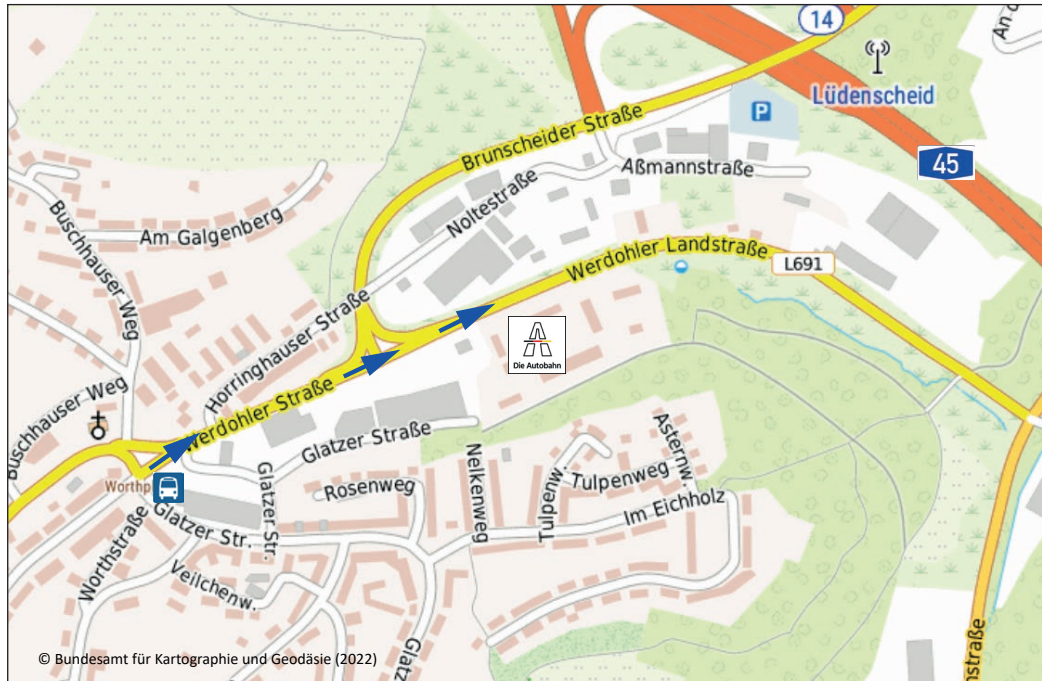 14
An d
Lüdenscheid
P
45
Brunscheider Straße
Aßmannstraße
Noltestraße
Buschhauser Weg
Am Galgenberg
Werdohler Landstraße
L691
Horringhauser Straße
Die Autobahn
Buschhauser Weg
Werdohler Straße
Glatzer Straße
Asternw.
Nelkenweg
Tulpenweg
Tulpenw.
Rosenweg
Glatzer Str.
Im Eichholz
Worthp
Glatzer Str.
Worthstraße
Veilchenw.
Glatz
nstraße
© Bundesamt für Kartographie und Geodäsie (2022)